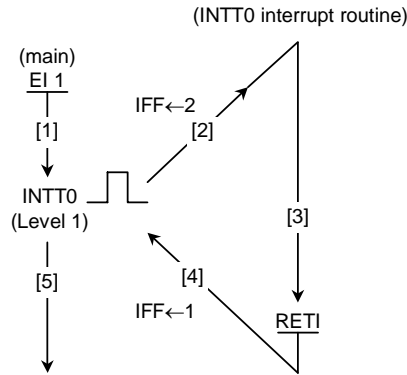 (INTT0 interrupt routine)
(main)
EI 1
IFF←2
[1]
[2]
INTT0
(Level 1)
[3]
[4]
[5]
IFF←1
RETI